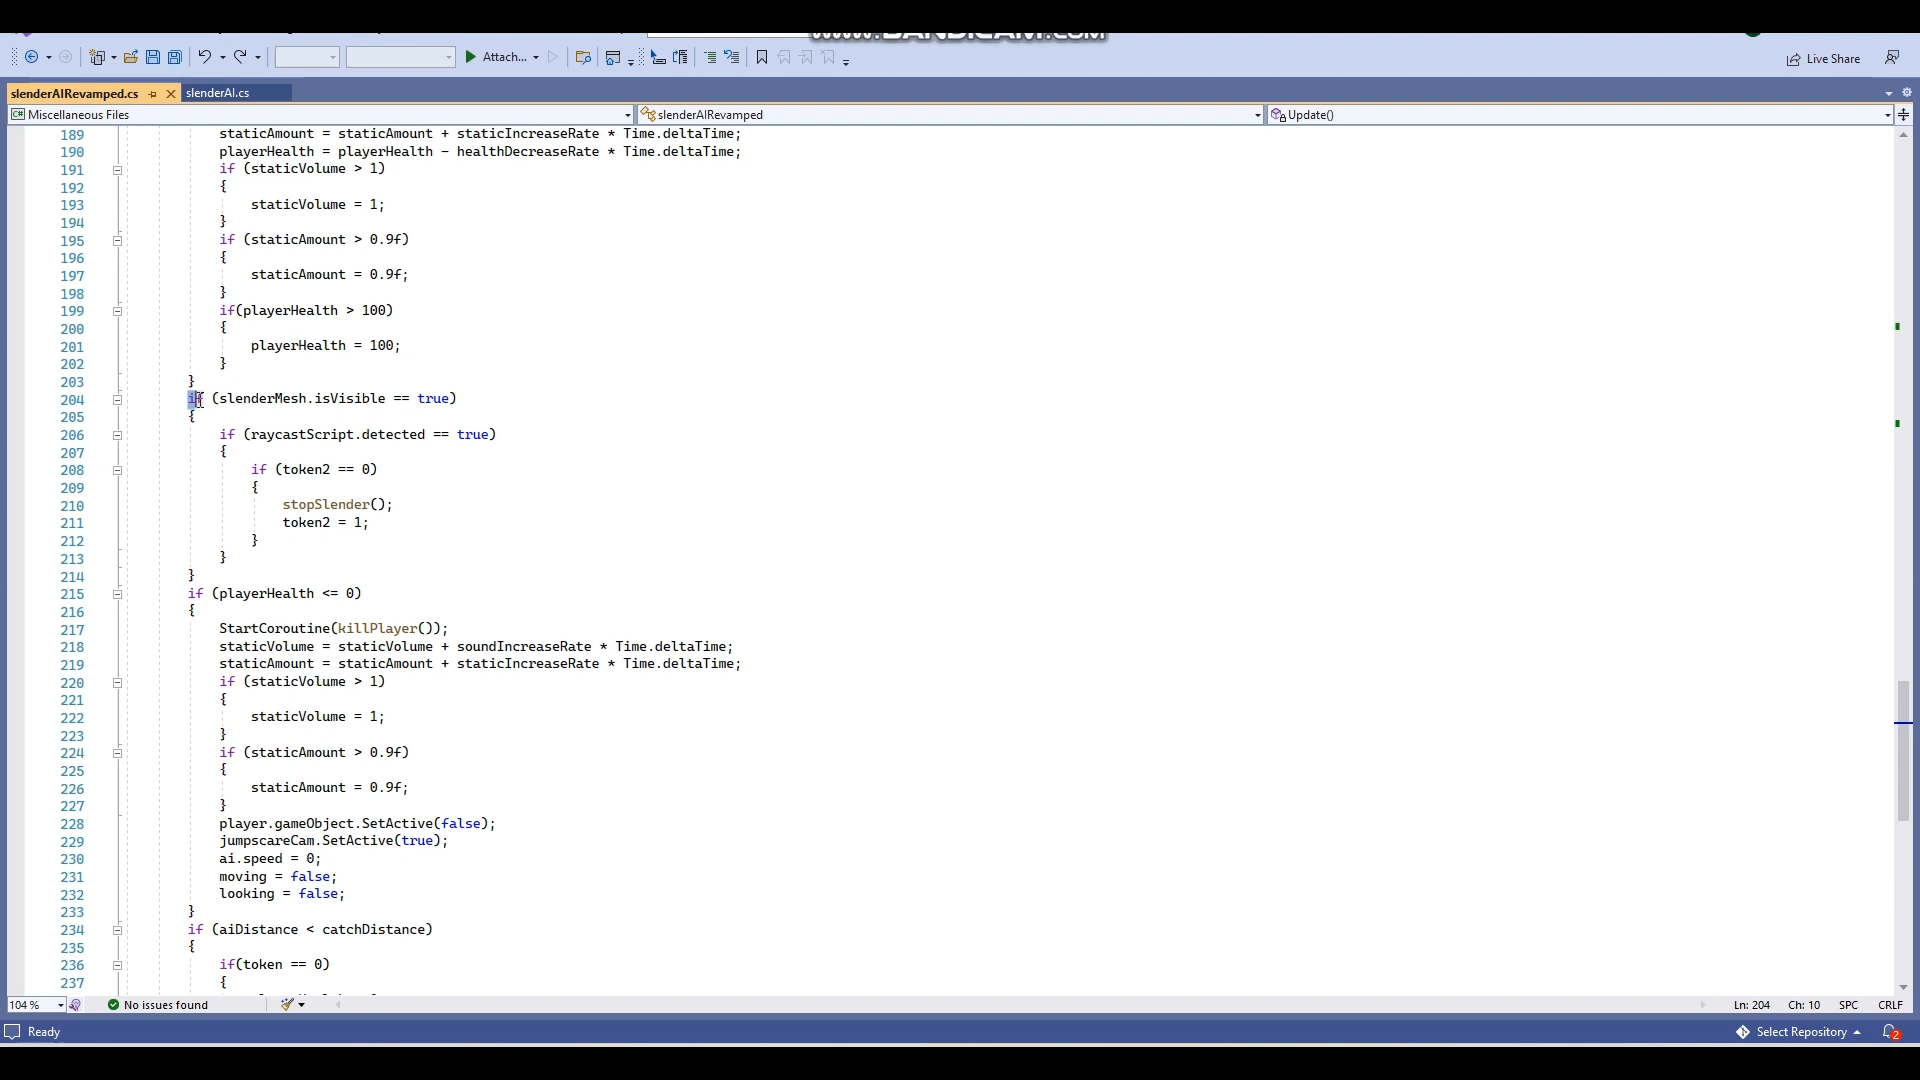 WWW.BANDICAM.COM
Attach...
Live Share
slenderAIRevamped.cs
slenderAI.cs
Miscellaneous Files
slenderAIRevamped
Update()
189 staticAmount = staticAmount + staticIncreaseRate * Time.deltaTime;
190 playerHealth = playerHealth - healthDecreaseRate * Time.deltaTime;
191 if (staticVolume > 1)
192 {
193 staticVolume = 1;
194 }
195 if (staticAmount > 0.9f)
196 {
197 staticAmount = 0.9f;
198 }
199 if(playerHealth > 100)
200 {
201 playerHealth = 100;
202 }
203 }
204 if (slenderMesh.isVisible == true)
205 {
206 if (raycastScript.detected == true)
207 {
208 if (token2 == 0)
209 {
210 stopSlender();
211 token2 = 1;
212 }
213 }
214 }
215 if (playerHealth <= 0)
216 {
217 StartCoroutine(killPlayer());
218 staticVolume = staticVolume + soundIncreaseRate * Time.deltaTime;
219 staticAmount = staticAmount + staticIncreaseRate * Time.deltaTime;
220 if (staticVolume > 1)
221 {
222 staticVolume = 1;
223 }
224 if (staticAmount > 0.9f)
225 {
226 staticAmount = 0.9f;
227 }
228 player.gameObject.SetActive(false);
229 jumpscareCam.SetActive(true);
230 ai.speed = 0;
231 moving = false;
232 looking = false;
233 }
234 if (aiDistance < catchDistance)
235 {
236 if(token == 0)
237 {
104 %
No issues found
Ln: 204
Ch: 10
SPC
CRLF
Ready
Select Repository
2